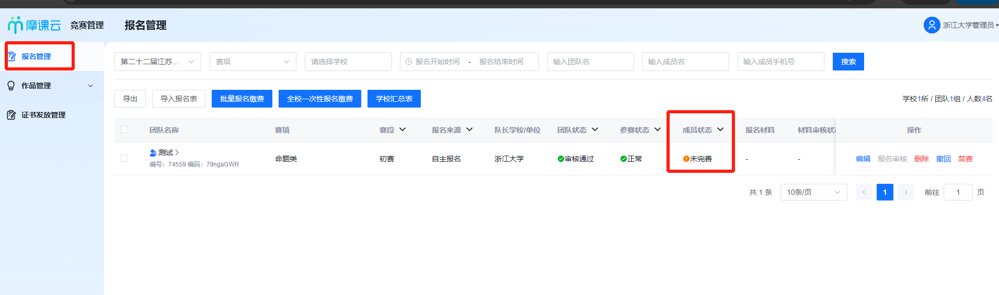 摩课云 竞赛管理 报名管理 浙江大学管理员
报名管理
作品管理
证书发放管理
第二十二届江苏... 赛项 请选择学校 报名开始时间 - 报名结束时间 输入团队名 输入成员名 输入成员手机号 搜索
导出 导入报名表 批量报名缴费 全校一次性报名缴费 学校汇总表 学校1所 / 团队1组 / 人数4名
团队名称 赛项 赛段 报名来源 队长学校/单位 团队状态 参赛状态 成员状态 报名材料 材料审核状 操作
测试 命题类 初赛 自主报名 浙江大学 审核通过 正常 未完善 - - 编辑 报名审核 删除 撤回 禁赛
编号：74559 编码：79ngaGWR
共 1 条 10条/页 1 前往 1 页